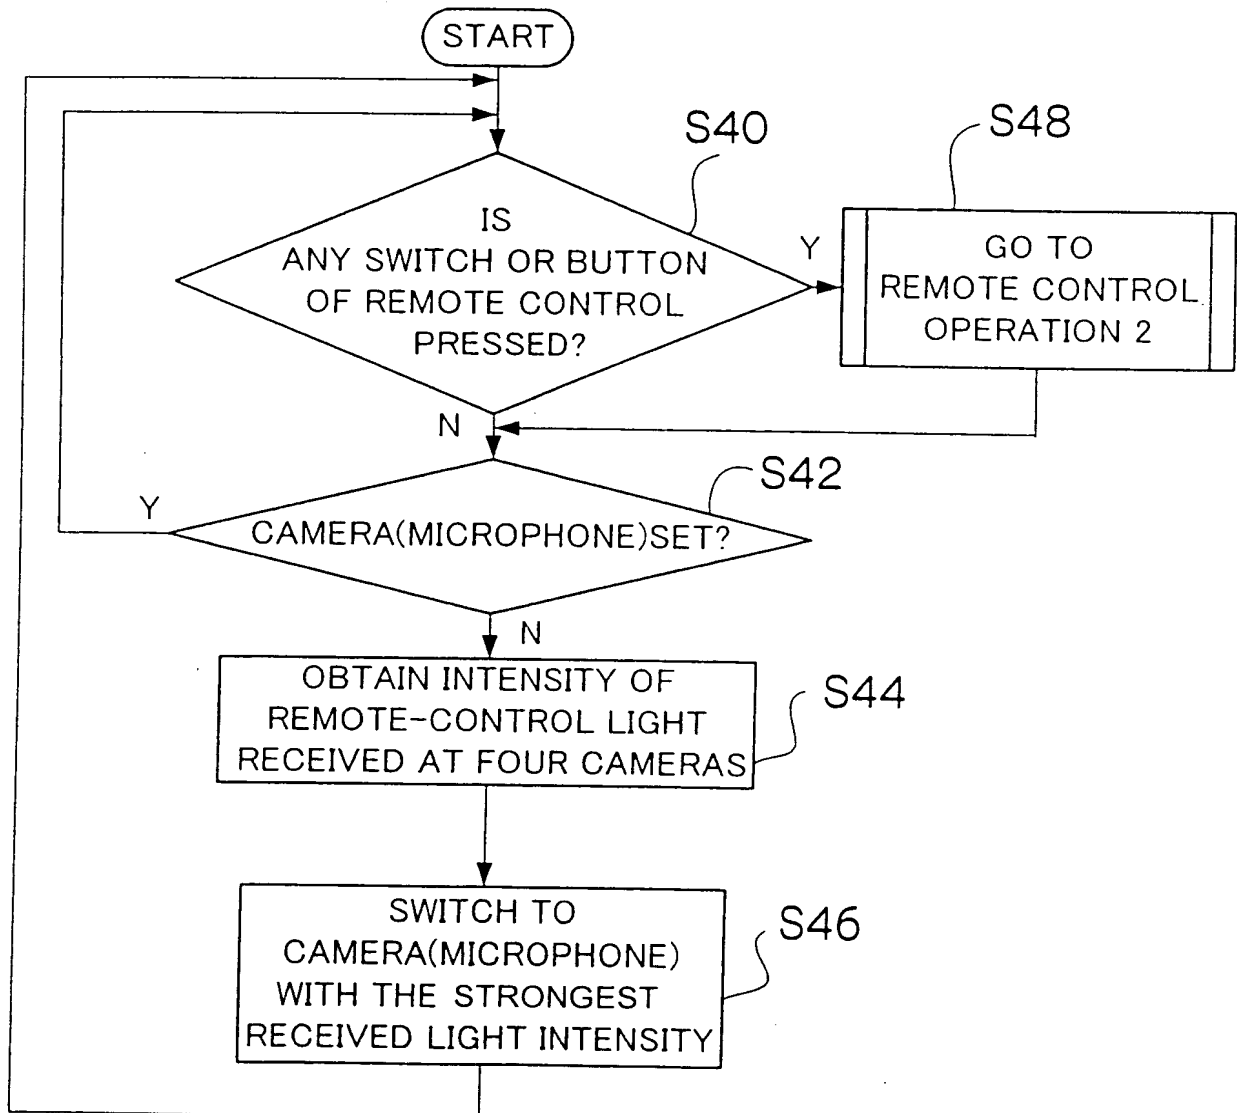 START
S40
S48
IS
ANY SWITCH OR BUTTON
OF REMOTE CONTROL
PRESSED?
Y
GO TO
REMOTE CONTROL
OPERATION 2
N
S42
Y
CAMERA(MICROPHONE)SET?
N
OBTAIN INTENSITY OF
REMOTE-CONTROL LIGHT
RECEIVED AT FOUR CAMERAS
S44
SWITCH TO
CAMERA(MICROPHONE)
WITH THE STRONGEST
RECEIVED LIGHT INTENSITY
S46